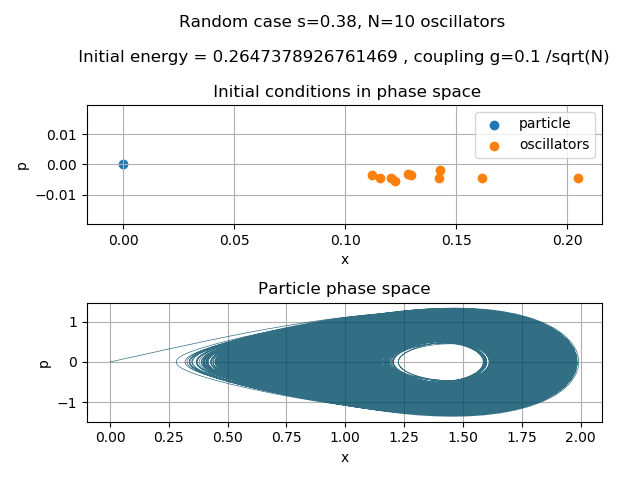 Random case s=0.38, N=10 oscillators
Initial energy = 0.2647378926761469 , coupling g=0.1 /sqrt(N)
Initial conditions in phase space
particle
oscillators
p
0.01
0.00
−0.01
0.00 0.05 0.10 0.15 0.20
x
Particle phase space
p
1
0
−1
0.00 0.25 0.50 0.75 1.00 1.25 1.50 1.75 2.00
x